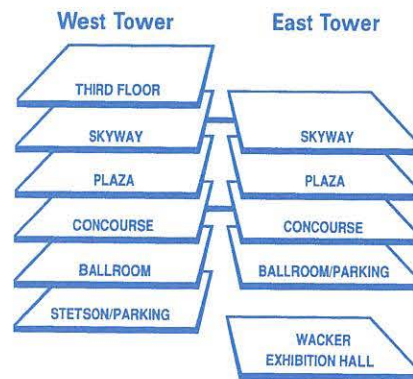 West Tower
East Tower
THIRD FLOOR
SKYWAY
SKYWAY
PLAZA
PLAZA
CONCOURSE
CONCOURSE
BALLROOM
BALLROOM/PARKING
STETSON/PARKING
WACKER
EXHIBITION HALL